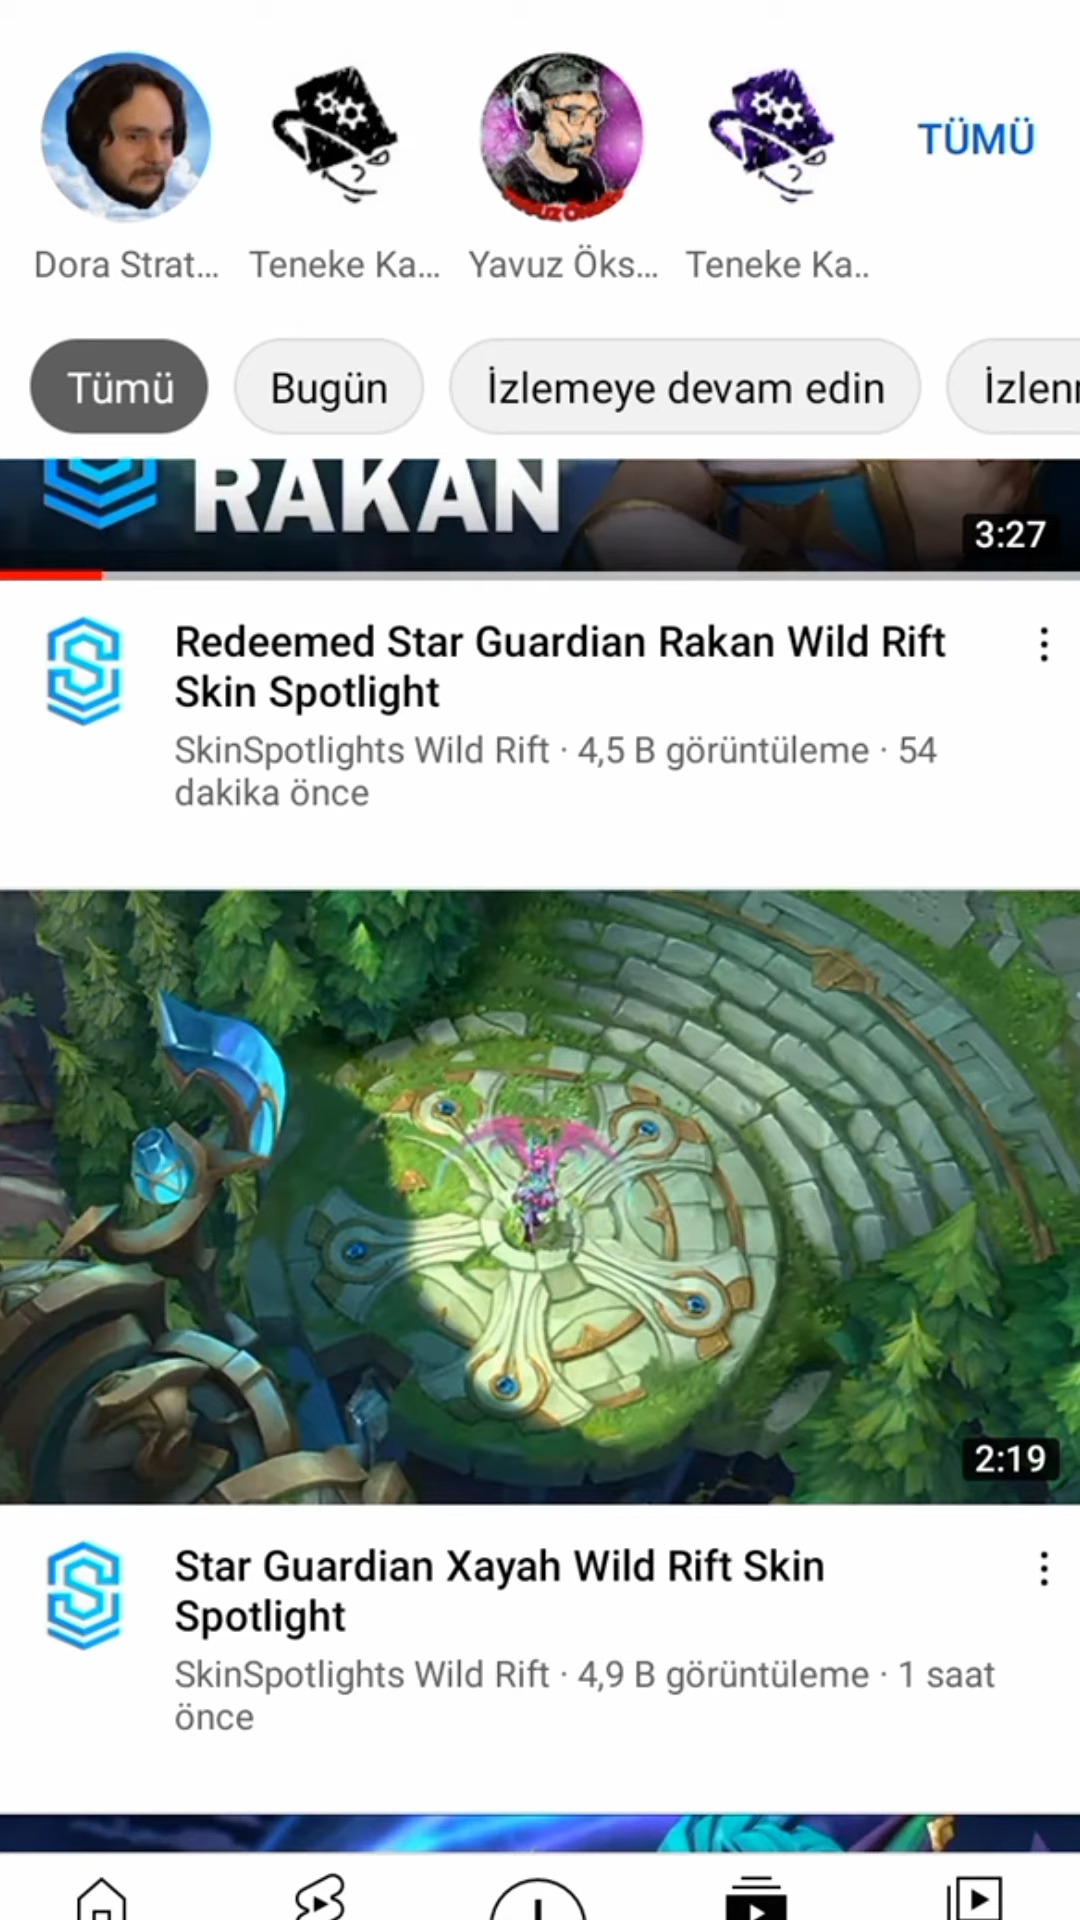 Dora Strat...
Teneke Ka...
Yavuz Öks...
Teneke Ka..
TÜMÜ
Tümü
Bugün
İzlemeye devam edin
İzlen
RAKAN
3:27
Redeemed Star Guardian Rakan Wild Rift
Skin Spotlight
SkinSpotlights Wild Rift · 4,5 B görüntüleme · 54
dakika önce
2:19
Star Guardian Xayah Wild Rift Skin
Spotlight
SkinSpotlights Wild Rift · 4,9 B görüntüleme · 1 saat
önce